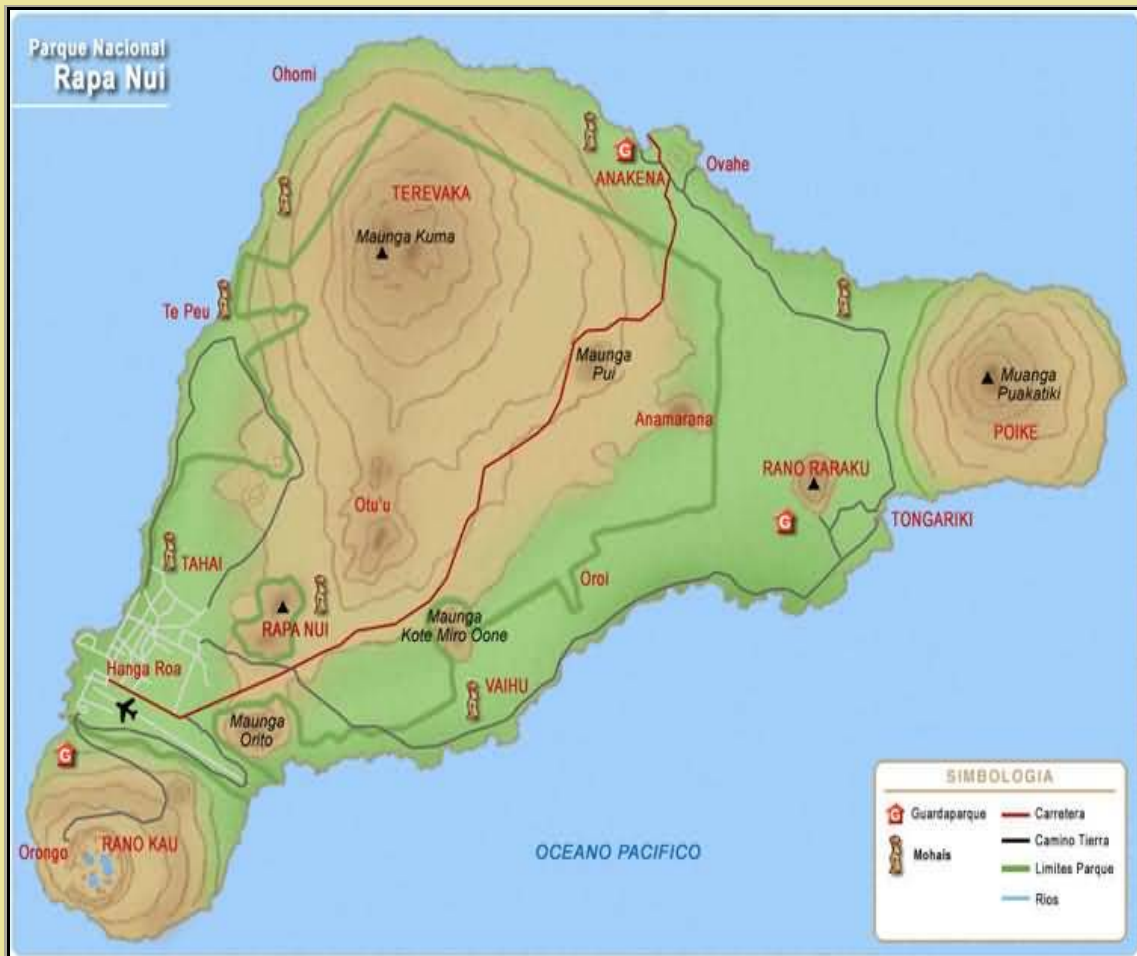 Parque Nacional
Rapa Nui
Ohomi
TEREVAKA
Maunga Kuma
ANAKENA
G
Ovahe
Te Peu
Maunga
Pui
Anamarana
Muanga
Puakatiki
POIKE
RANO RARAKU
G
TONGARIKI
Otu'u
TAHAI
Oroi
RAPA NUI
Maunga
Kote Miro Oone
Hanga Roa
VAIHU
Maunga
Orito
G
Orongo
RANO KAU
OCEANO PACIFICO
SIMBOLOGIA
G Guardaparque
Carretera
Mohais
Camino Tierra
Limites Parque
Rios